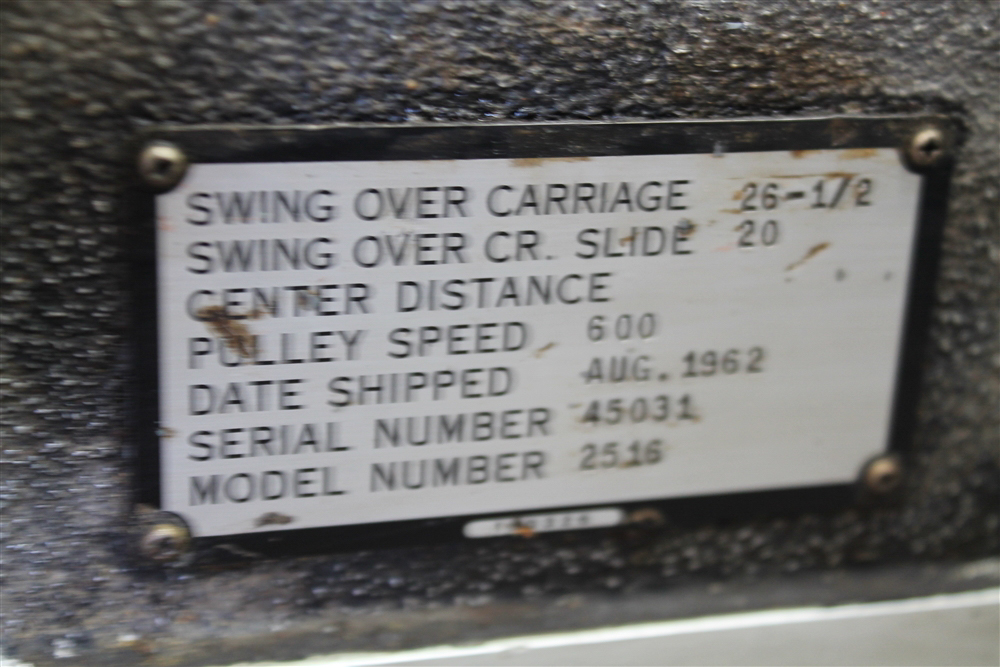 SWING OVER CARRIAGE 26-1/2
SWING OVER CR. SLIDE 20
CENTER DISTANCE
PULLEY SPEED 600
DATE SHIPPED AUG. 1962
SERIAL NUMBER 45031
MODEL NUMBER 2516